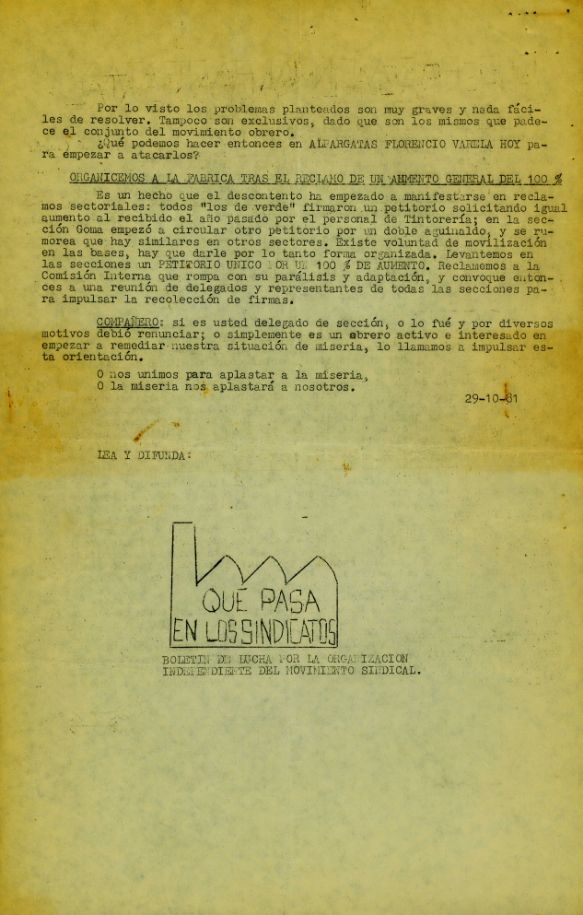 Por lo visto los problemas planteados son muy graves y nada fáci-
les de resolver. Tampoco son exclusivos, dado que son los mismos que pade-
ce el conjunto del movimiento obrero.
¿Qué podemos hacer entonces en ALPARGATAS FLORENCIO VARELA HOY pa-
ra empezar a atacarlos?
ORGANICEMOS A LA FABRICA TRAS EL RECLAMO DE UN AUMENTO GENERAL DEL 100 %
Es un hecho que el descontento ha empezado a manifestarse en recla-
mos sectoriales: todos "los de verde" firmaron un petitorio solicitando igual
aumento al recibido el año pasado por el personal de Tintorería; en la sec-
ción Goma empezó a circular otro petitorio por un doble aguinaldo, y se ru-
morea que hay similares en otros sectores. Existe voluntad de movilización
en las bases, hay que darle por lo tanto forma organizada. Levantemos en
las secciones un PETITORIO UNICO POR UN 100 % DE AUMENTO. Reclamemos a la
Comisión Interna que rompa con su parálisis y adaptación, y convoque enton-
ces a una reunión de delegados y representantes de todas las secciones pa-
ra impulsar la recolección de firmas.
COMPAÑERO: si es usted delegado de sección, o lo fué y por diversos
motivos debió renunciar; o simplemente es un obrero activo e interesado en
empezar a remediar nuestra situación de miseria, lo llamamos a impulsar es-
ta orientación.
O nos unimos para aplastar a la miseria,
O la miseria nos aplastará a nosotros.
29-10-81
LEA Y DIFUNDA:
QUE PASA
EN LOS SINDICATOS
BOLETIN DE LUCHA POR LA ORGANIZACION
INDEPENDIENTE DEL MOVIMIENTO SINDICAL.